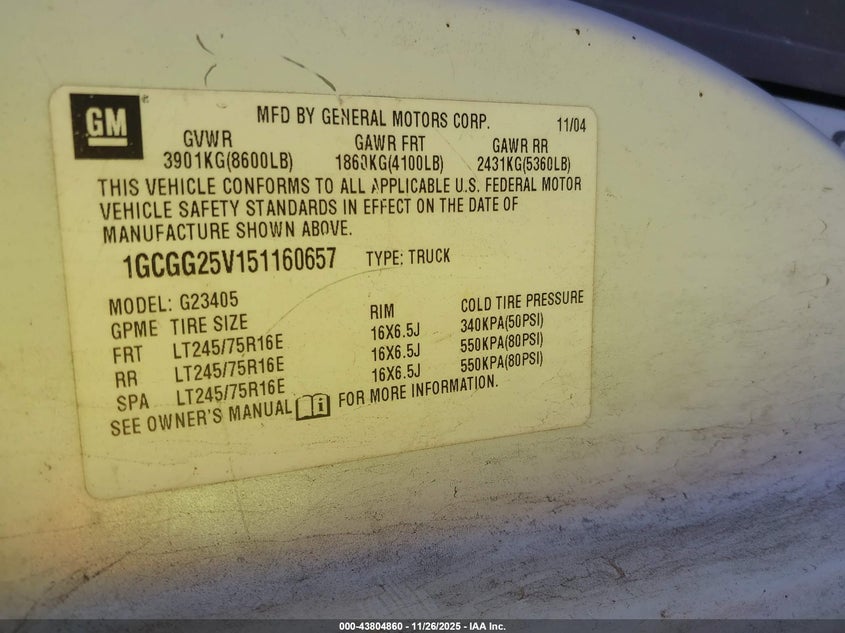 GM
MFD BY GENERAL MOTORS CORP. 11/04
GVWR GAWR FRT GAWR RR
3901KG(8600LB) 1860KG(4100LB) 2431KG(5360LB)
THIS VEHICLE CONFORMS TO ALL APPLICABLE U.S. FEDERAL MOTOR
VEHICLE SAFETY STANDARDS IN EFFECT ON THE DATE OF
MANUFACTURE SHOWN ABOVE.
1GCGG25V151160657 TYPE: TRUCK
MODEL: G23405
GPME TIRE SIZE RIM COLD TIRE PRESSURE
FRT LT245/75R16E 16X6.5J 340KPA(50PSI)
RR LT245/75R16E 16X6.5J 550KPA(80PSI)
SPA LT245/75R16E 16X6.5J 550KPA(80PSI)
SEE OWNER'S MANUAL FOR MORE INFORMATION.
000-43804860 - 11/26/2025 - IAA Inc.